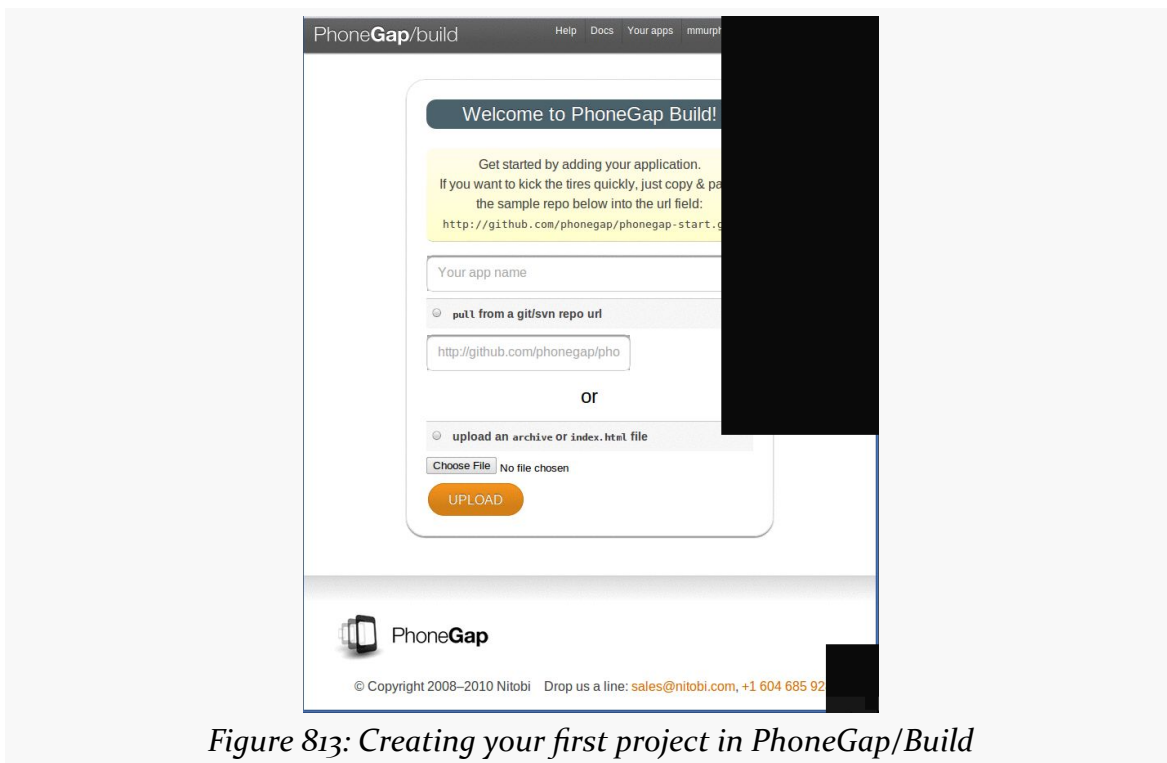 PhoneGap/build Help Docs Your apps
Welcome to PhoneGap Build!
Get started by adding your application.
If you want to kick the tires quickly, just copy &
the sample repo below into the url field:
http://github.com/phonegap/phonegap-start.g
Your app name
pull from a git/svn repo url
http://github.com/phonegap/pho
or
upload an archive or index.html file
Choose File No file chosen
UPLOAD
PhoneGap
© Copyright 2008–2010 Nitobi Drop us a line: sales@nitobi.com, +1 604 685 92
Figure 813: Creating your first project in PhoneGap/Build